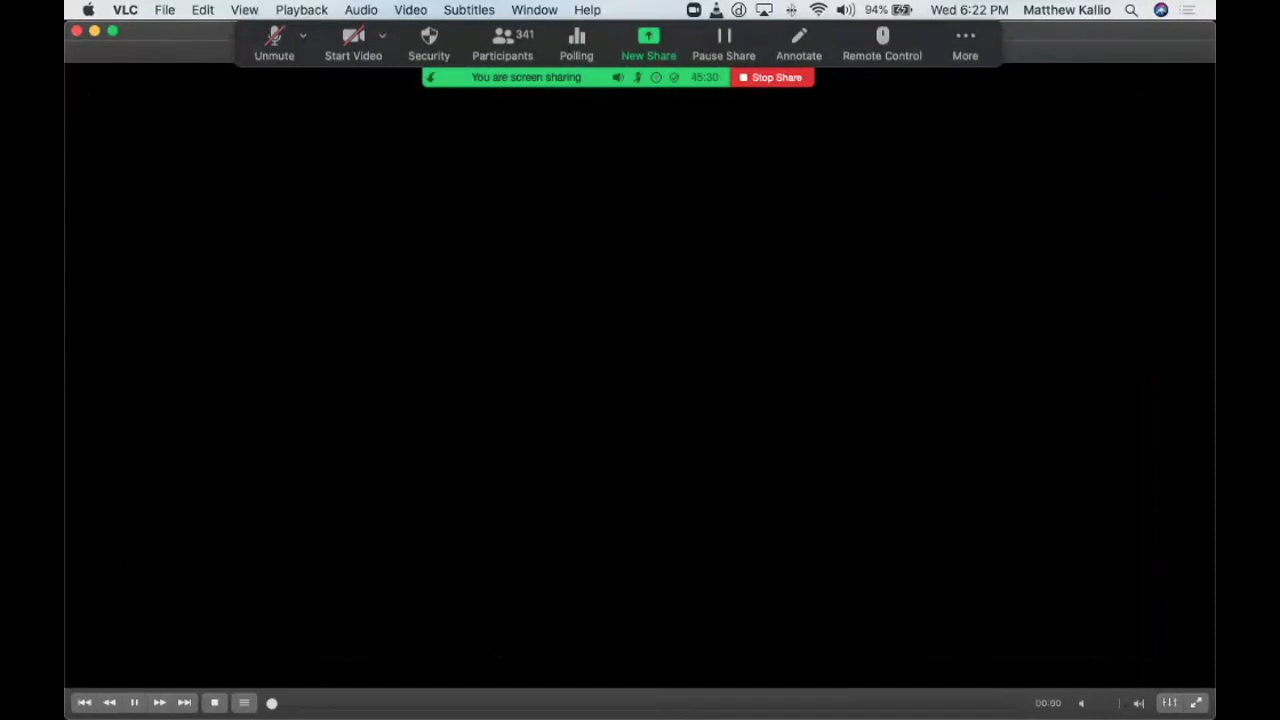 VLC File Edit View Playback Audio Video Subtitles Window Help 94% Wed 6:22 PM Matthew Kallio
341
Unmute Start Video Security Participants Polling New Share Pause Share Annotate Remote Control More
You are screen sharing 45:30 Stop Share
00:00